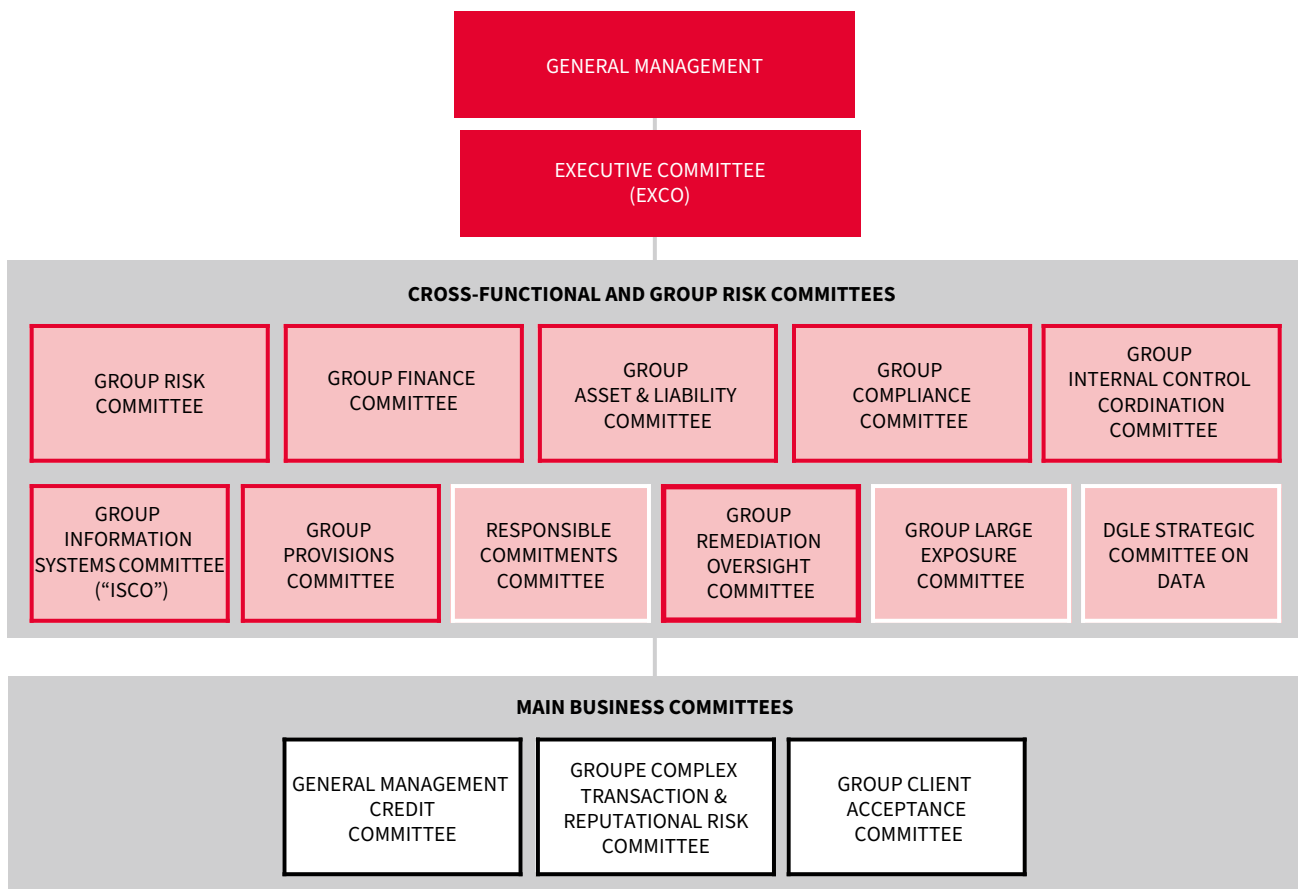 GENERAL MANAGEMENT
EXECUTIVE COMMITTEE
(EXCO)
CROSS-FUNCTIONAL AND GROUP RISK COMMITTEES
GROUP RISK
COMMITTEE
GROUP FINANCE
COMMITTEE
GROUP
ASSET & LIABILITY
COMMITTEE
GROUP
COMPLIANCE
COMMITTEE
GROUP
INTERNAL CONTROL
CORDINATION
COMMITTEE
GROUP
INFORMATION
SYSTEMS COMMITTEE
(“ISCO”)
GROUP
PROVISIONS
COMMITTEE
RESPONSIBLE
COMMITMENTS
COMMITTEE
GROUP
REMEDIATION
OVERSIGHT
COMMITTEE
GROUP LARGE
EXPOSURE
COMMITTEE
DGLE STRATEGIC
COMMITTEE ON
DATA
MAIN BUSINESS COMMITTEES
GENERAL MANAGEMENT
CREDIT
COMMITTEE
GROUPE COMPLEX
TRANSACTION &
REPUTATIONAL RISK
COMMITTEE
GROUP CLIENT
ACCEPTANCE
COMMITTEE